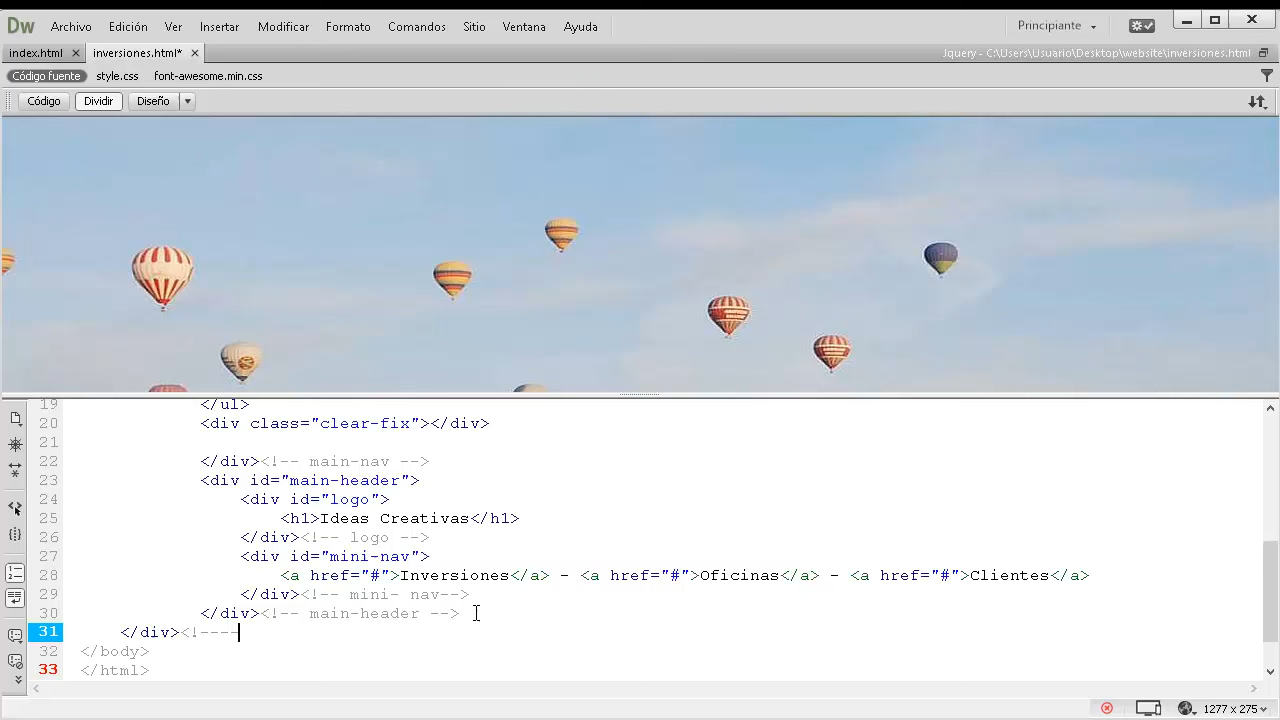 Dw Archivo Edición Ver Insertar Modificar Formato Comandos Sitio Ventana Ayuda Principiante
index.html × inversiones.html* × Jquery - C:\Users\Usuario\Desktop\website\inversiones.html
Código fuente style.css font-awesome.min.css
Código Dividir Diseño
19 </ul>
20 <div class="clear-fix"></div>
21
22 </div><!-- main-nav -->
23 <div id="main-header">
24 <div id="logo">
25 <h1>Ideas Creativas</h1>
26 </div><!-- logo -->
27 <div id="mini-nav">
28 <a href="#">Inversiones</a> - <a href="#">Oficinas</a> - <a href="#">Clientes</a>
29 </div><!-- mini- nav-->
30 </div><!-- main-header -->
31 </div><!----
32 </body>
33 </html>
1277 x 275